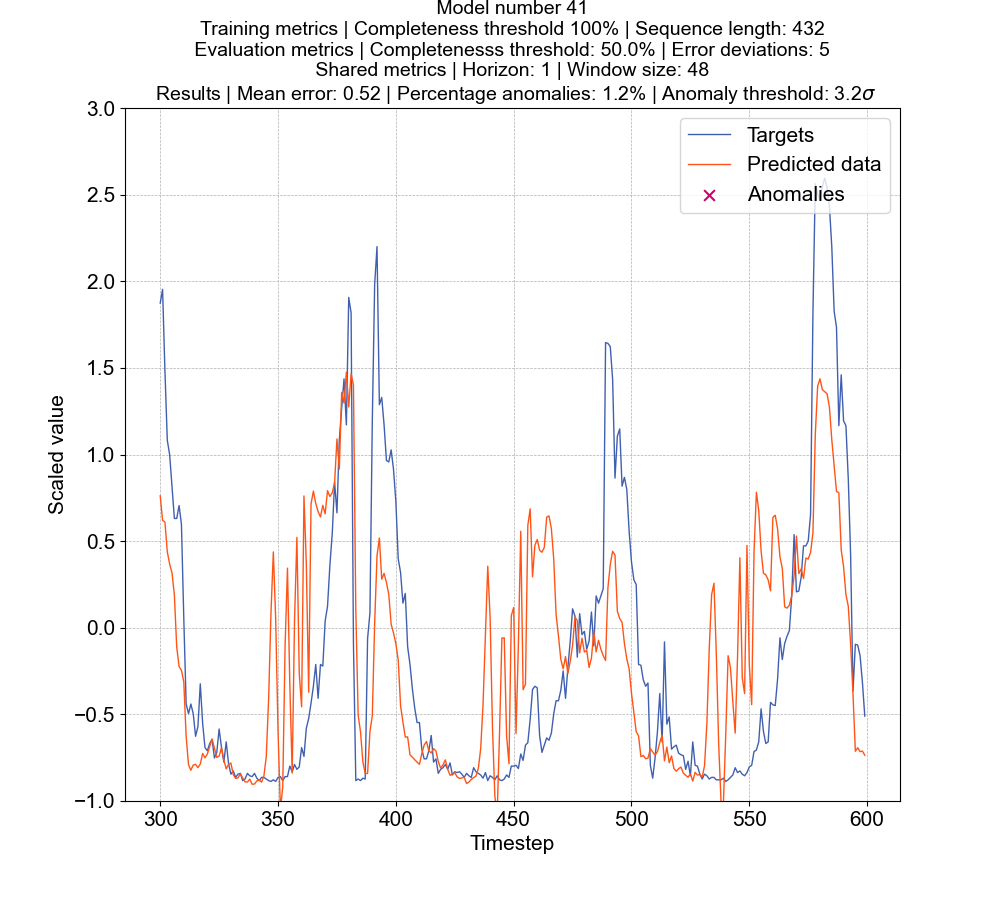 Model number 41
Training metrics | Completeness threshold 100% | Sequence length: 432
Evaluation metrics | Completenesss threshold: 50.0% | Error deviations: 5
Shared metrics | Horizon: 1 | Window size: 48
Results | Mean error: 0.52 | Percentage anomalies: 1.2% | Anomaly threshold: 3.2σ
Targets
Predicted data
Anomalies
3.0
2.5
2.0
1.5
1.0
0.5
0.0
−0.5
−1.0
Scaled value
300 350 400 450 500 550 600
Timestep